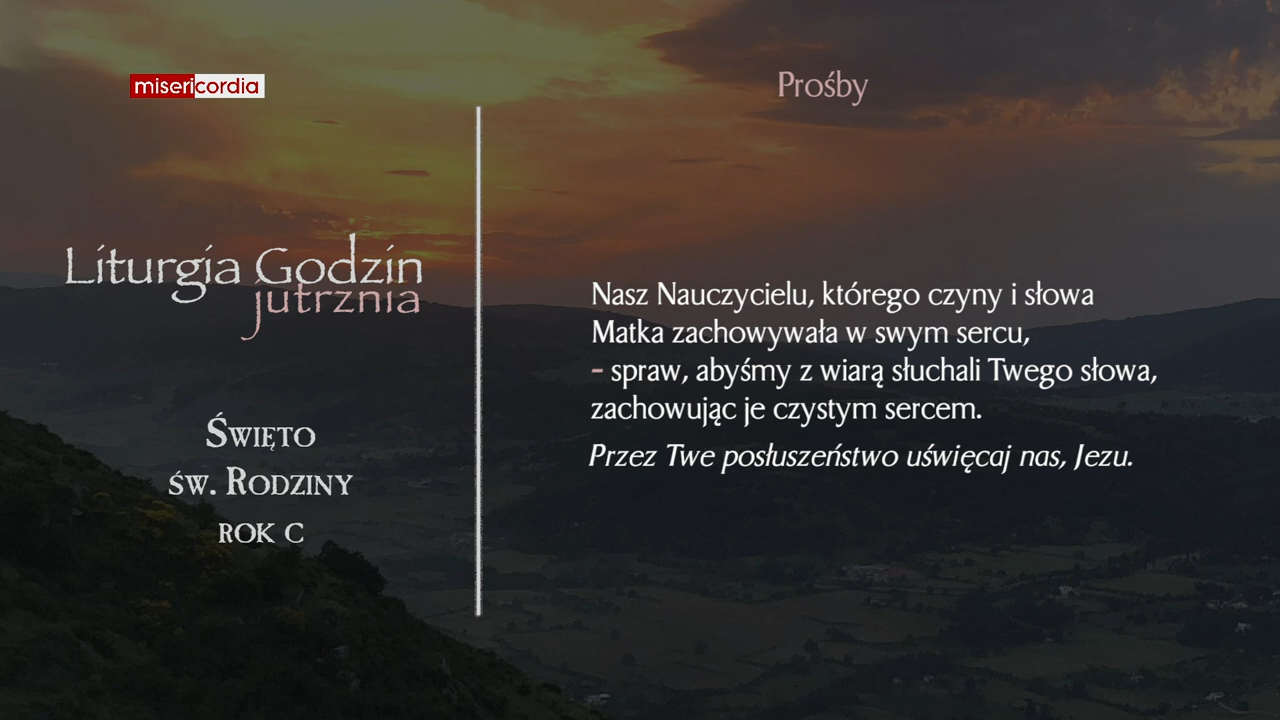 misericordia
Prośby
Liturgia Godzin
jutrznia
Święto
św. Rodziny
rok C
Nasz Nauczycielu, którego czyny i słowa
Matka zachowywała w swym sercu,
- spraw, abyśmy z wiarą słuchali Twego słowa,
zachowując je czystym sercem.
Przez Twe posłuszeństwo uświęcaj nas, Jezu.